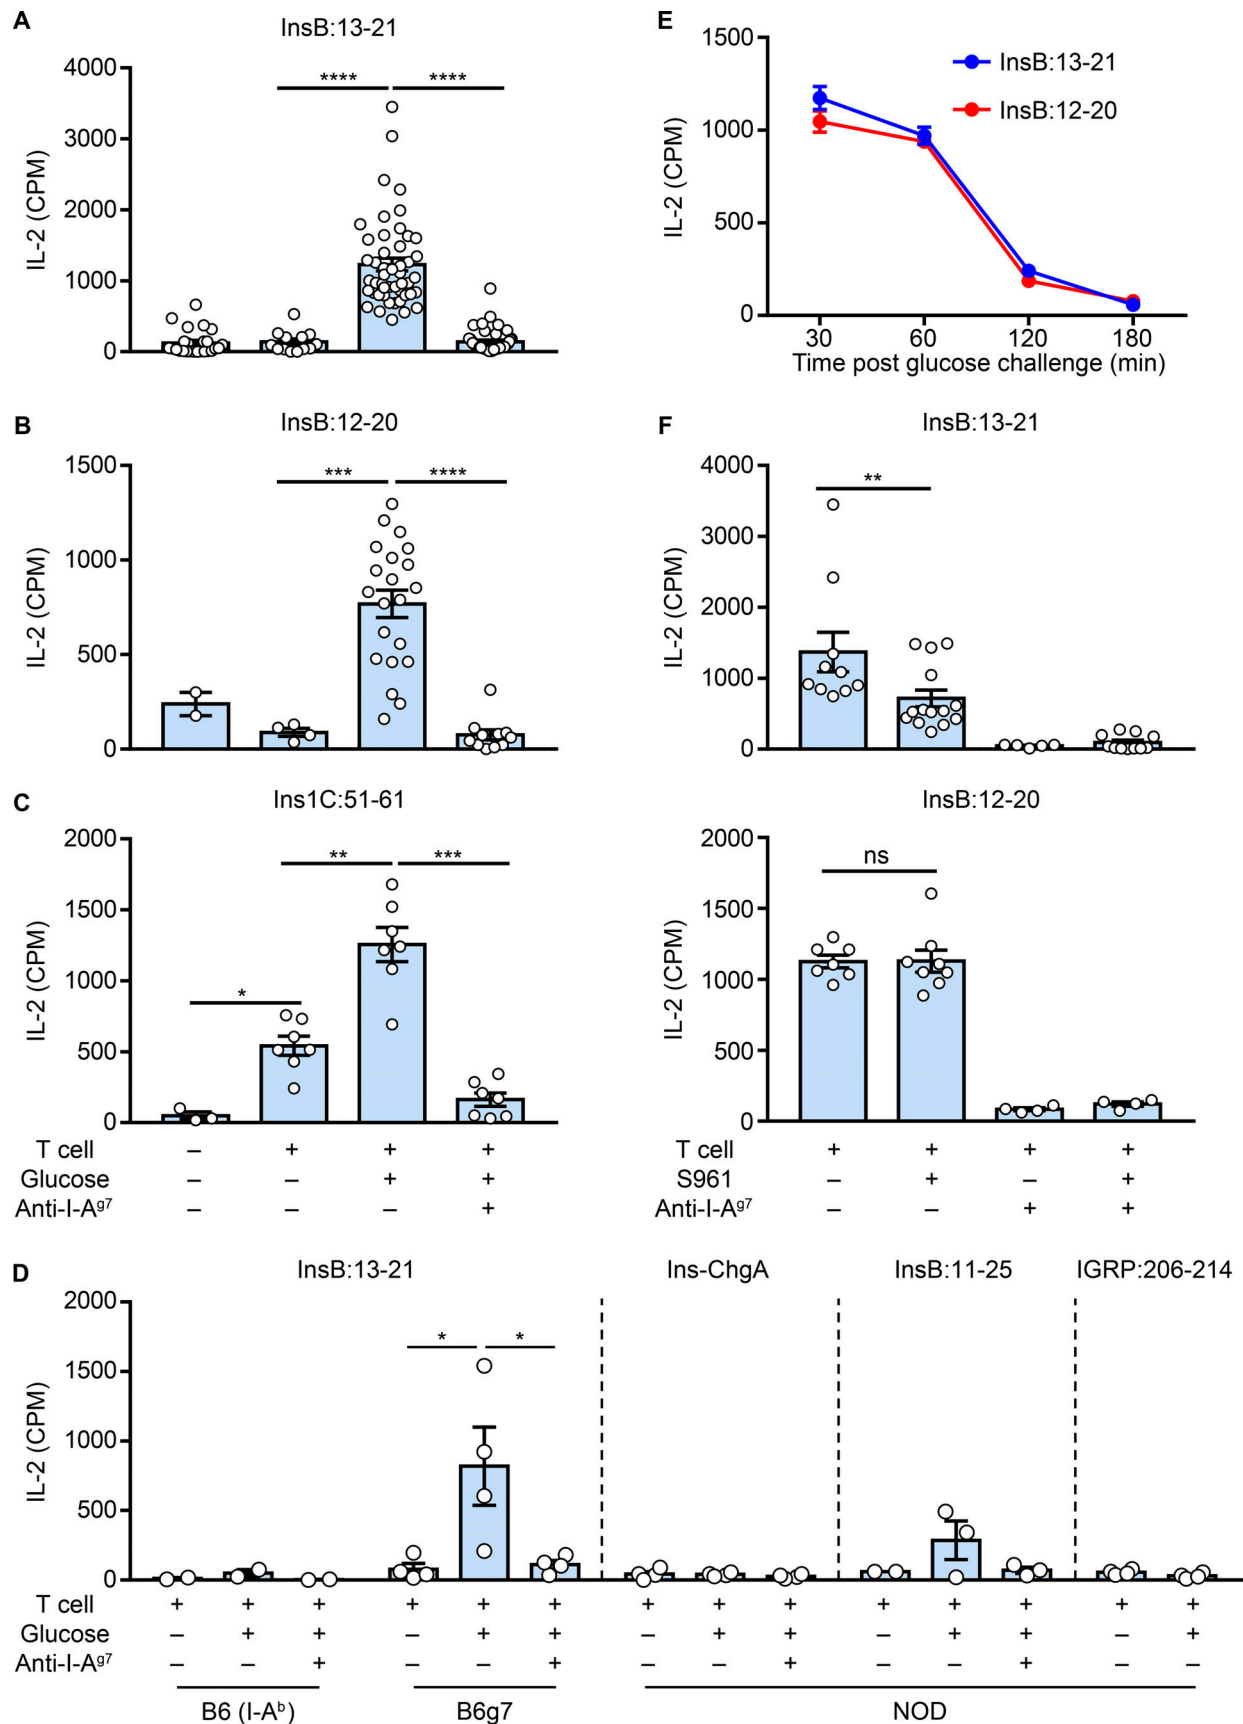 A
InsB:13-21
4000
3000
2000
1000
0
IL-2 (CPM)
**** ****
B
InsB:12-20
1500
1000
500
0
IL-2 (CPM)
*** ****
C
Ins1C:51-61
2000
1500
1000
500
0
IL-2 (CPM)
* ** ***
T cell – + + +
Glucose – – + +
Anti-I-Ag7 – – – +
E
1500
1000
500
0
IL-2 (CPM)
InsB:13-21
InsB:12-20
30 60 120 180
Time post glucose challenge (min)
F
InsB:13-21
4000
3000
2000
1000
0
IL-2 (CPM)
**
InsB:12-20
2000
1500
1000
500
0
IL-2 (CPM)
ns
T cell + + + +
S961 – + – +
Anti-I-Ag7 – – + +
D
InsB:13-21 Ins-ChgA InsB:11-25 IGRP:206-214
2000
1500
1000
500
0
IL-2 (CPM)
* *
T cell + + + + + + + + + + + + + +
Glucose – + + – + + – + + – + + – +
Anti-I-Ag7 – – + – – + – – + – – + – –
B6 (I-Ab) B6g7 NOD